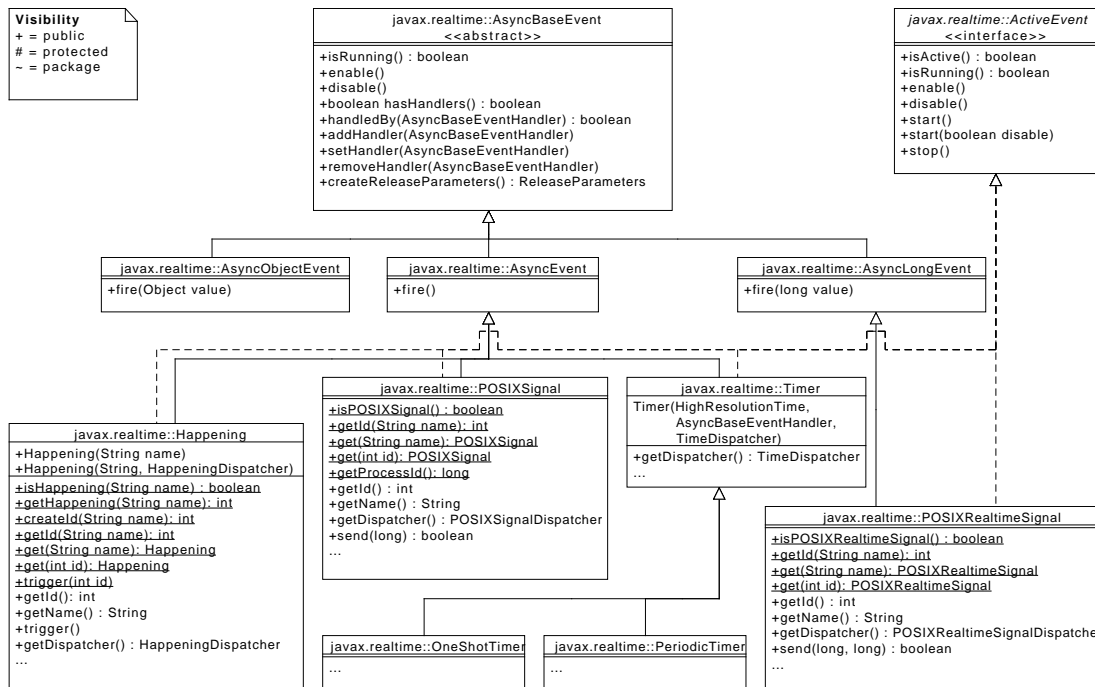 Visibility
+ = public
# = protected
~ = package
javax.realtime::AsyncBaseEvent
<<abstract>>
+isRunning() : boolean
+enable()
+disable()
+boolean hasHandlers() : boolean
+handledBy(AsyncBaseEventHandler) : boolean
+addHandler(AsyncBaseEventHandler)
+setHandler(AsyncBaseEventHandler)
+removeHandler(AsyncBaseEventHandler)
+createReleaseParameters() : ReleaseParameters
javax.realtime::ActiveEvent
<<interface>>
+isActive() : boolean
+isRunning() : boolean
+enable()
+disable()
+start()
+start(boolean disable)
+stop()
javax.realtime::AsyncObjectEvent
+fire(Object value)
javax.realtime::AsyncEvent
+fire()
javax.realtime::AsyncLongEvent
+fire(long value)
javax.realtime::Happening
+Happening(String name)
+Happening(String, HappeningDispatcher)
+isHappening(String name) : boolean
+getHappening(String name): int
+createId(String name): int
+getId(String name): int
+get(String name): Happening
+get(int id): Happening
+trigger(int id)
+getId(): int
+getName() : String
+trigger()
+getDispatcher() : HappeningDispatcher
...
javax.realtime::POSIXSignal
+isPOSIXSignal() : boolean
+getId(String name): int
+get(String name): POSIXSignal
+get(int id): POSIXSignal
+getProcessId(): long
+getId() : int
+getName() : String
+getDispatcher() : POSIXSignalDispatcher
+send(long) : boolean
...
javax.realtime::Timer
Timer(HighResolutionTime,
AsyncBaseEventHandler,
TimeDispatcher)
+getDispatcher() : TimeDispatcher
...
javax.realtime::POSIXRealtimeSignal
+isPOSIXRealtimeSignal() : boolean
+getId(String name): int
+get(String name): POSIXRealtimeSignal
+get(int id): POSIXRealtimeSignal
+getId() : int
+getName() : String
+getDispatcher() : POSIXRealtimeSignalDispatcher
+send(long, long) : boolean
...
javax.realtime::OneShotTimer
...
javax.realtime::PeriodicTimer
...